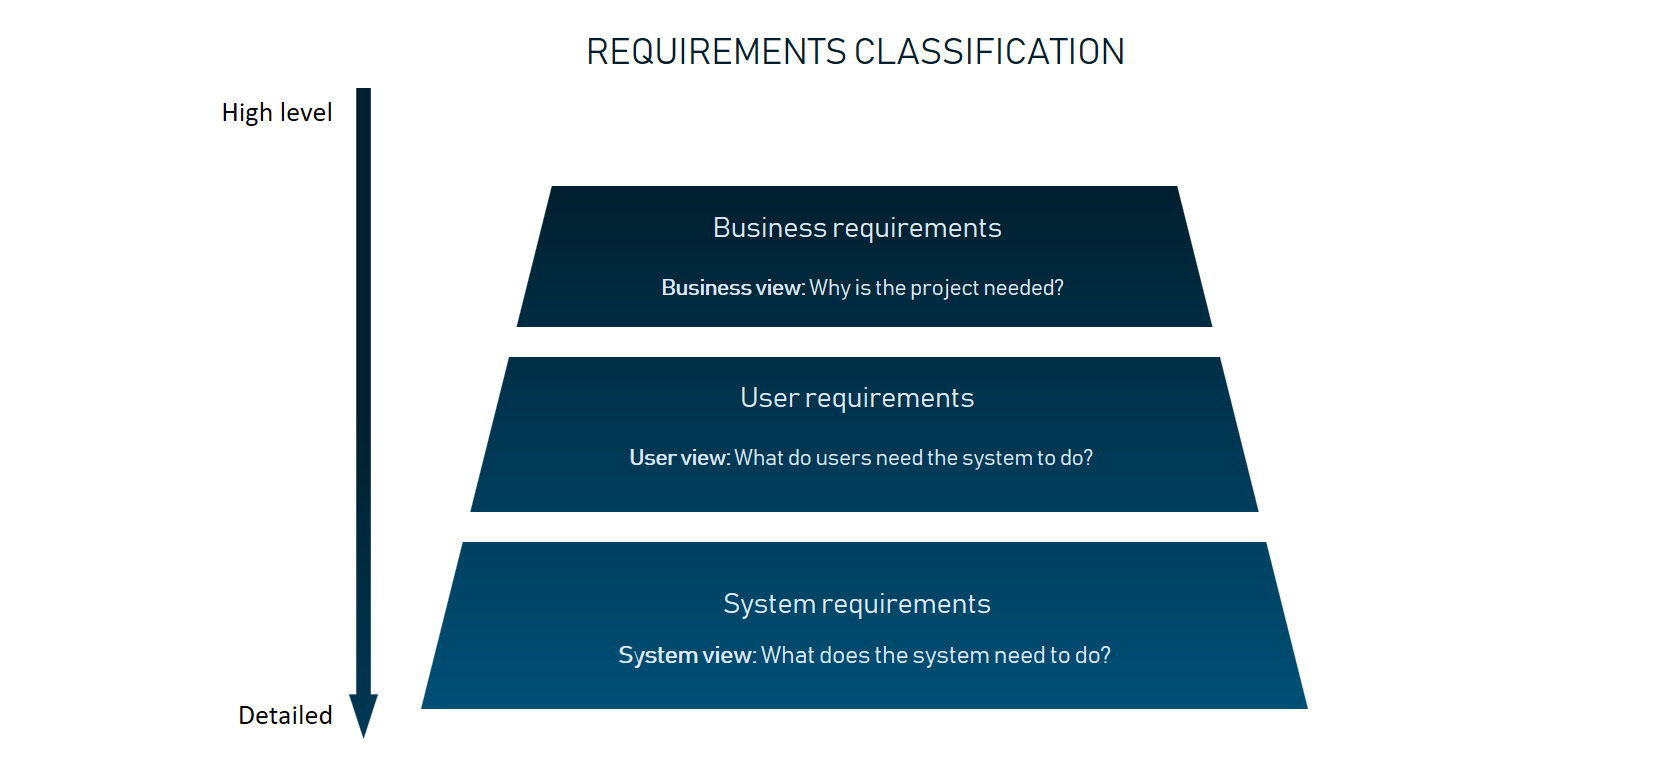 REQUIREMENTS CLASSIFICATION
High level
Business requirements
Business view: Why is the project needed?
User requirements
User view: What do users need the system to do?
System requirements
System view: What does the system need to do?
Detailed